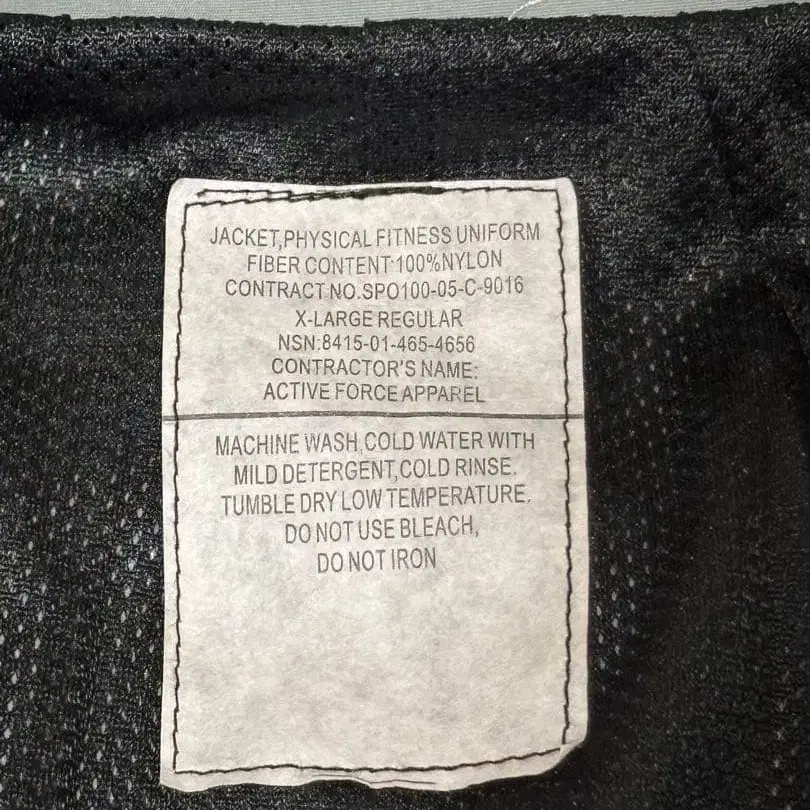 JACKET,PHYSICAL FITNESS UNIFORM
FIBER CONTENT:100%NYLON
CONTRACT NO.SPO100-05-C-9016
X-LARGE REGULAR
NSN:8415-01-465-4656
CONTRACTOR'S NAME:
ACTIVE FORCE APPAREL
MACHINE WASH,COLD WATER WITH
MILD DETERGENT,COLD RINSE.
TUMBLE DRY LOW TEMPERATURE.
DO NOT USE BLEACH,
DO NOT IRON